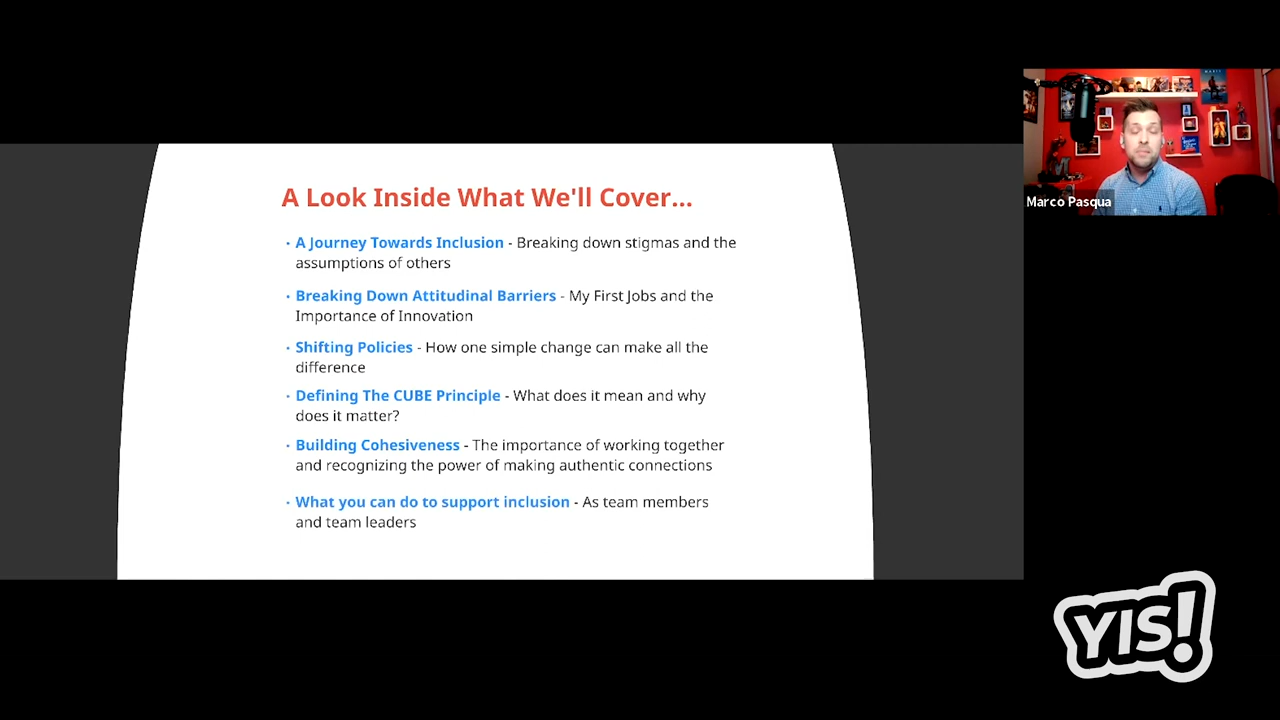 A Look Inside What We'll Cover...
· A Journey Towards Inclusion - Breaking down stigmas and the
assumptions of others
· Breaking Down Attitudinal Barriers - My First Jobs and the
Importance of Innovation
· Shifting Policies - How one simple change can make all the
difference
· Defining The CUBE Principle - What does it mean and why
does it matter?
· Building Cohesiveness - The importance of working together
and recognizing the power of making authentic connections
· What you can do to support inclusion - As team members
and team leaders
Marco Pasqua
YIS!